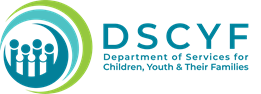 DSCYF
Department of Services for
Children, Youth & Their Families